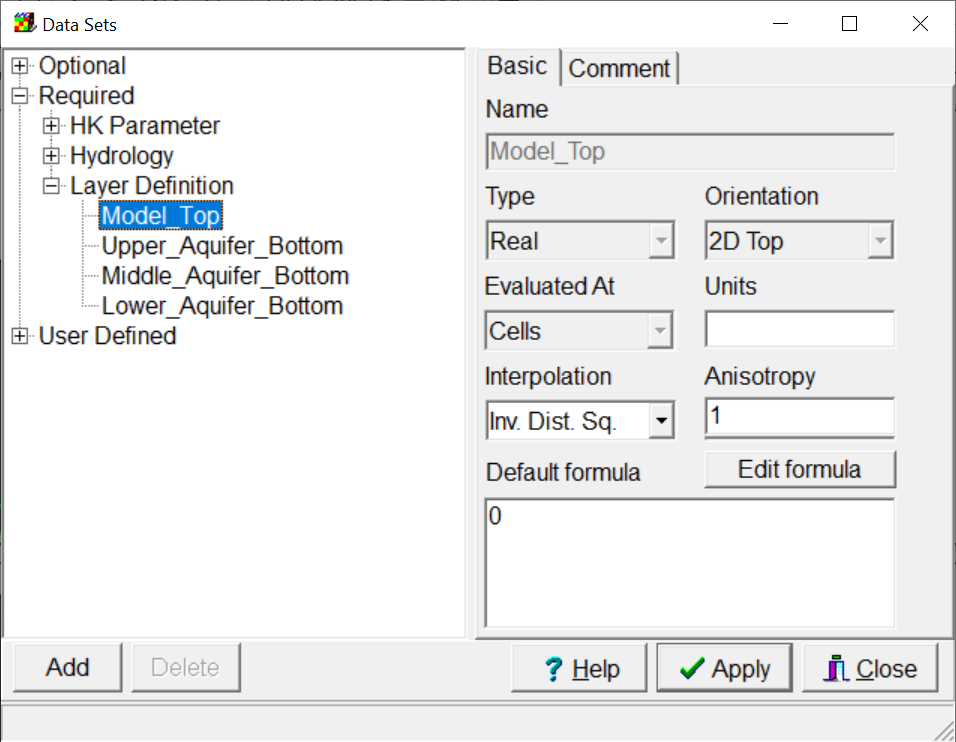 Data Sets
Optional
Required
HK Parameter
Hydrology
Layer Definition
Model_Top
Upper_Aquifer_Bottom
Middle_Aquifer_Bottom
Lower_Aquifer_Bottom
User Defined
Basic Comment
Name
Model_Top
Type Orientation
Real 2D Top
Evaluated At Units
Cells
Interpolation Anisotropy
Inv. Dist. Sq. 1
Default formula Edit formula
0
Add Delete ? Help Apply Close